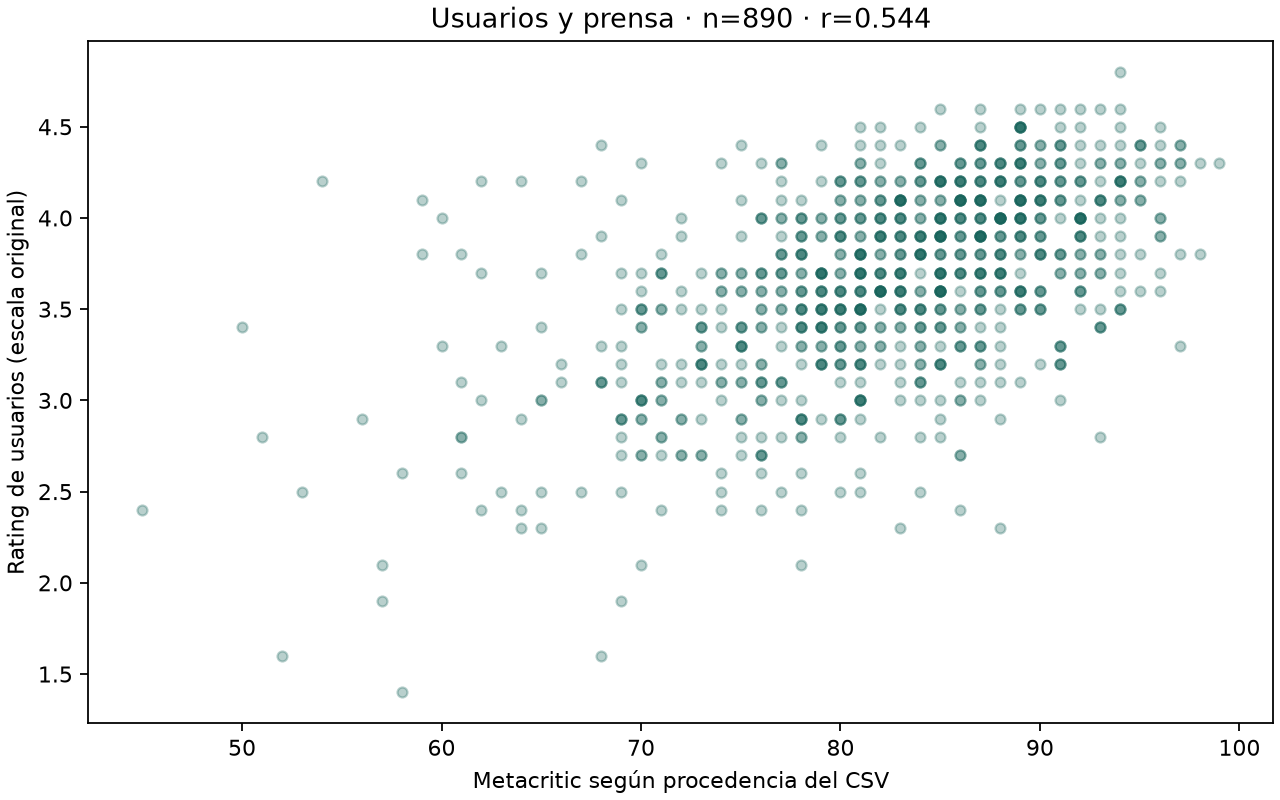 Usuarios y prensa · n=890 · r=0.544
Rating de usuarios (escala original)
4.5
4.0
3.5
3.0
2.5
2.0
1.5
50 60 70 80 90 100
Metacritic según procedencia del CSV